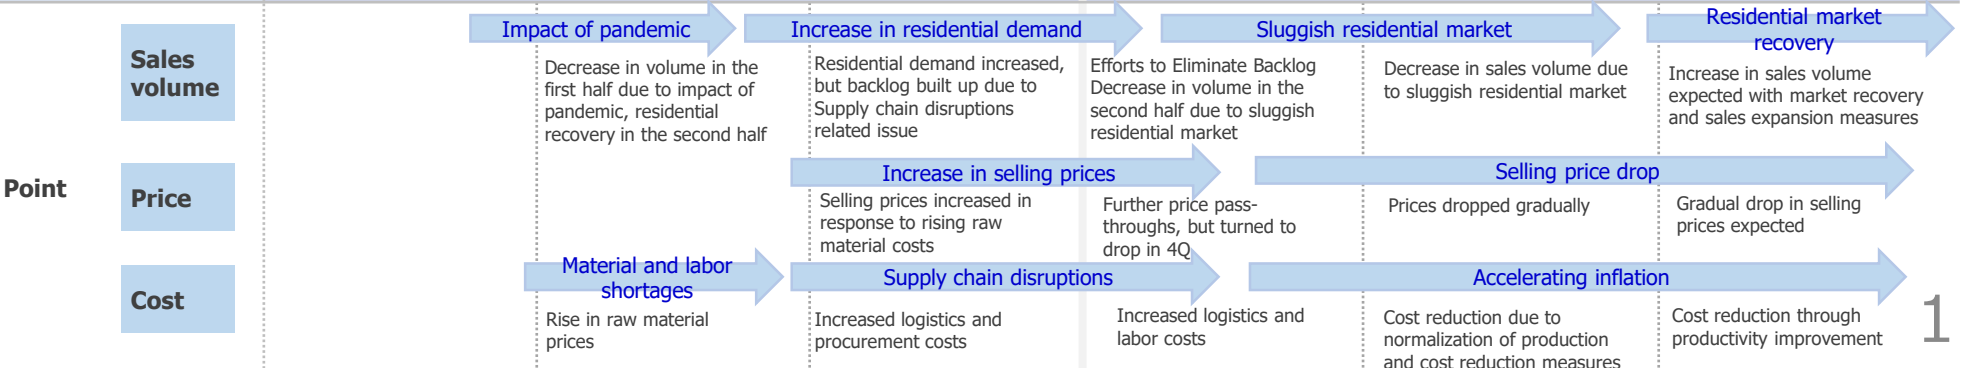 Point
Sales
volume
Impact of pandemic
Increase in residential demand
Sluggish residential market
Residential market
recovery
Decrease in volume in the
first half due to impact of
pandemic, residential
recovery in the second half
Residential demand increased,
but backlog built up due to
Supply chain disruptions
related issue
Efforts to Eliminate Backlog
Decrease in volume in the
second half due to sluggish
residential market
Decrease in sales volume due
to sluggish residential market
Increase in sales volume
expected with market recovery
and sales expansion measures
Price
Increase in selling prices
Selling price drop
Selling prices increased in
response to rising raw
material costs
Further price pass-
throughs, but turned to
drop in 4Q
Prices dropped gradually
Gradual drop in selling
prices expected
Cost
Material and labor
shortages
Supply chain disruptions
Accelerating inflation
Rise in raw material
prices
Increased logistics and
procurement costs
Increased logistics and
labor costs
Cost reduction due to
normalization of production
and cost reduction measures
Cost reduction through
productivity improvement
1